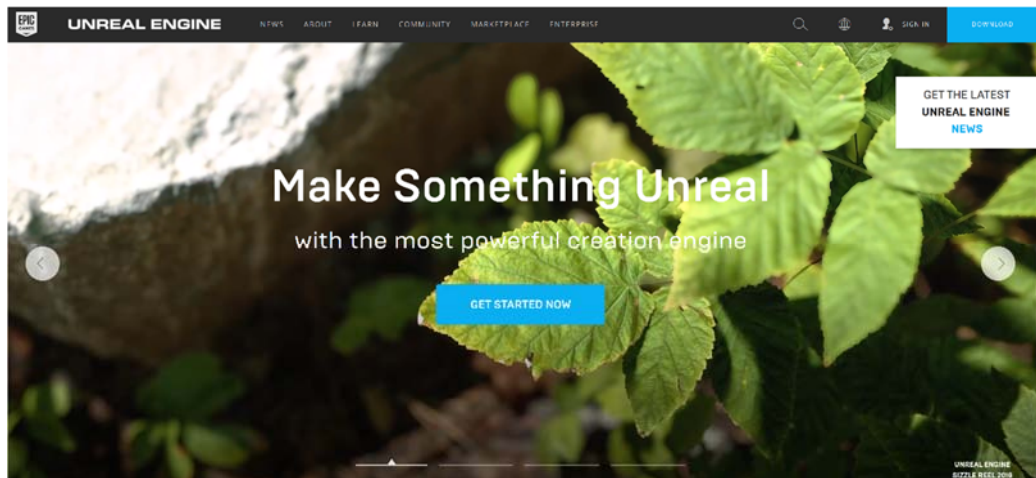 EPIC
GAMES
UNREAL ENGINE
NEWS
ABOUT
LEARN
COMMUNITY
MARKETPLACE
ENTERPRISE
SIGN IN
DOWNLOAD
GET THE LATEST
UNREAL ENGINE
NEWS
Make Something Unreal
with the most powerful creation engine
GET STARTED NOW
UNREAL ENGINE
SIZZLE REEL 2018